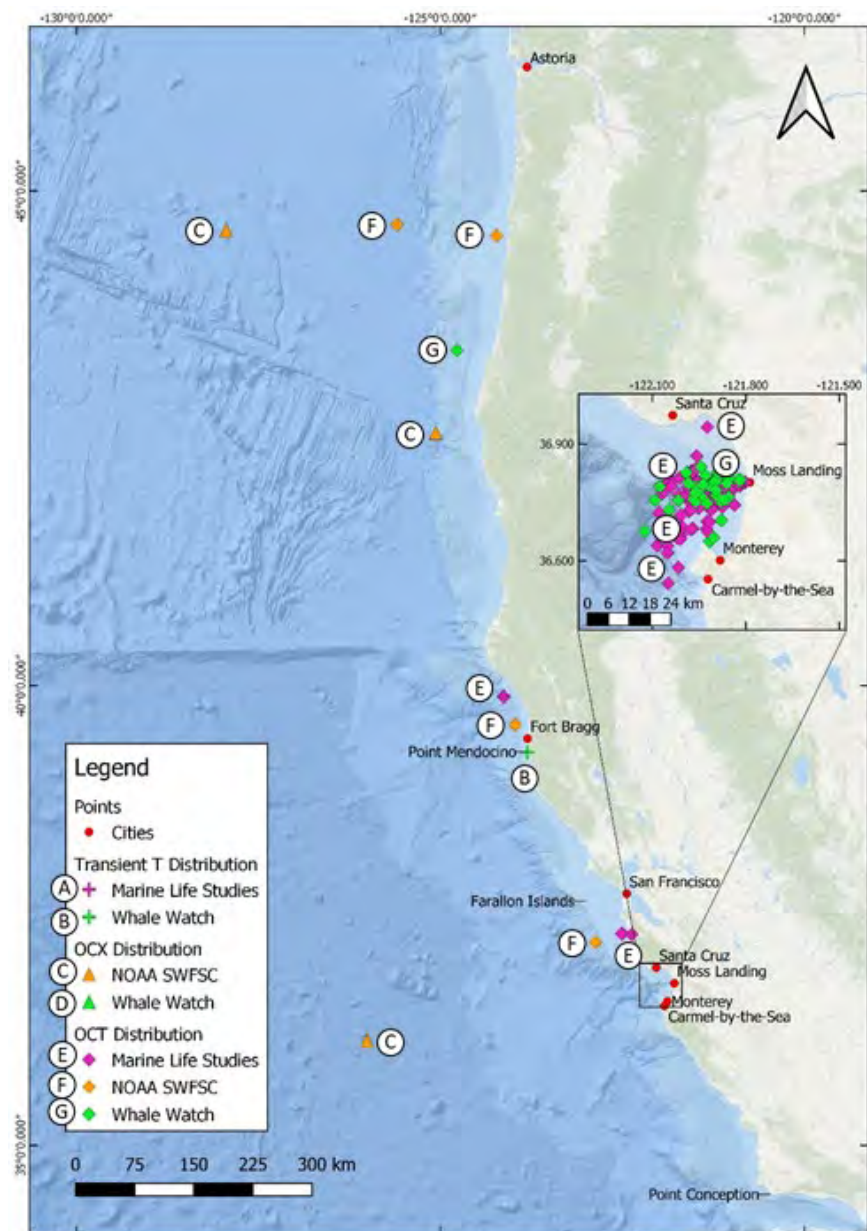 -130°0'0.000"
-125°0'0.000"
-120°0'0.000"
Astoria
45°0'0.000"
C
F
F
G
C
-122.100
-121.800
-121.500
Santa Cruz
E
36.900
E
G
Moss Landing
E
36.600
E
Monterey
Carmel-by-the-Sea
0 6 12 18 24 km
40°0'0.000"
E
F
Fort Bragg
Point Mendocino
B
San Francisco
Farallon Islands
F
E
Santa Cruz
Moss Landing
Monterey
Carmel-by-the-Sea
C
Legend
Points
Cities
Transient T Distribution
A Marine Life Studies
B Whale Watch
OCX Distribution
C NOAA SWFSC
D Whale Watch
OCT Distribution
E Marine Life Studies
F NOAA SWFSC
G Whale Watch
35°0'0.000"
0 75 150 225 300 km
Point Conception